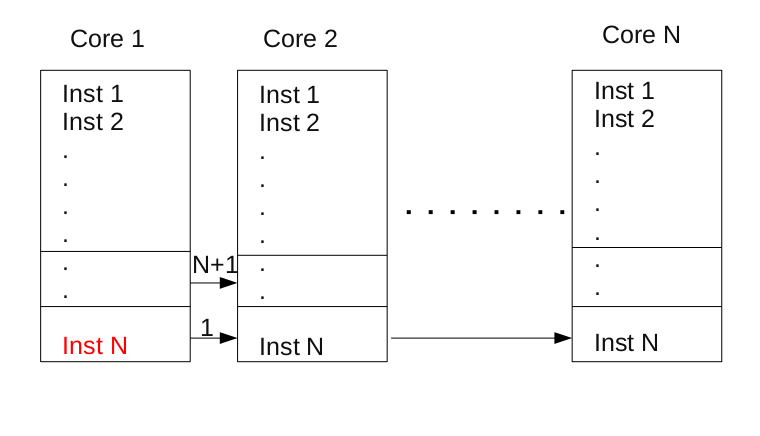 Core 1
Core 2
Core N
Inst 1
Inst 2
.
.
.
.
.
.
Inst N
N+1
1
Inst 1
Inst 2
.
.
.
.
.
.
Inst N
. . . . . . . .
Inst 1
Inst 2
.
.
.
.
.
.
Inst N